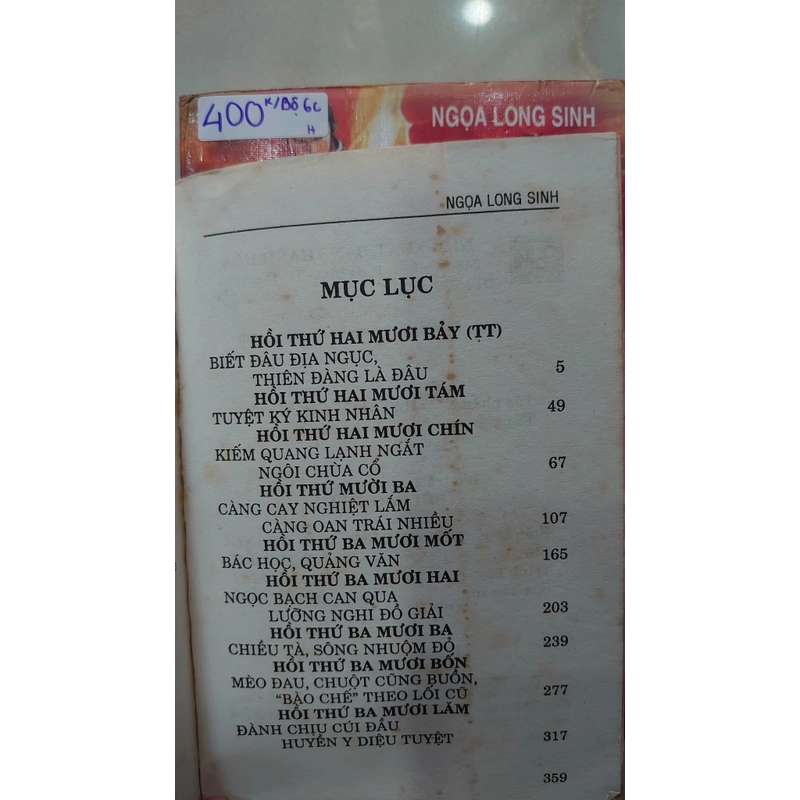 400K/Bộ 6c
H
NGỌA LONG SINH
NGỌA LONG SINH
MỤC LỤC
HỒI THỨ HAI MƯƠI BẢY (TT)
BIẾT ĐÂU ĐỊA NGỤC,
THIÊN ĐÀNG LÀ ĐÂU 5
HỒI THỨ HAI MƯƠI TÁM
TUYỆT KÝ KINH NHÂN 49
HỒI THỨ HAI MƯƠI CHÍN
KIẾM QUANG LẠNH NGẮT
NGÔI CHÙA CỔ 67
HỒI THỨ MƯỜI BA
CÀNG CAY NGHIỆT LẮM
CÀNG OAN TRÁI NHIỀU 107
HỒI THỨ BA MƯƠI MỐT
BÁC HỌC, QUẢNG VĂN 165
HỒI THỨ BA MƯƠI HAI
NGỌC BẠCH CAN QUA
LƯỠNG NGHI ĐỒ GIẢI 203
HỒI THỨ BA MƯƠI BA
CHIỀU TÀ, SÔNG NHUỘM ĐỎ 239
HỒI THỨ BA MƯƠI BỐN
MÈO ĐAU, CHUỘT CŨNG BUỒN,
"BÀO CHẾ" THEO LỐI CŨ 277
HỒI THỨ BA MƯƠI LĂM
ĐÀNH CHỊU CÚI ĐẦU
HUYỀN Y DIỆU TUYỆT 317
359